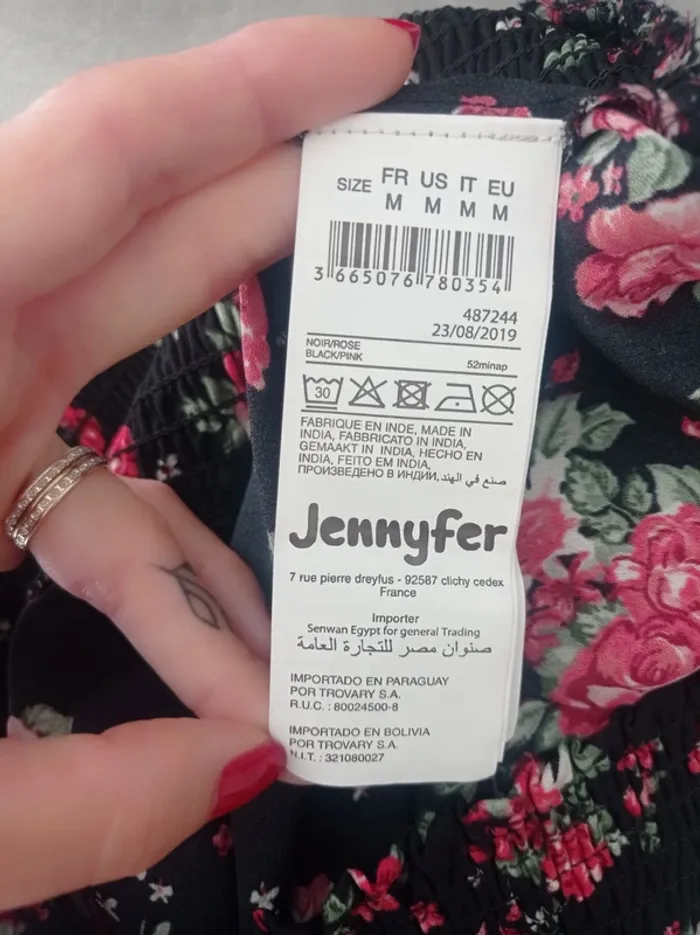 SIZE FR US IT EU
M M M M
3 665076 780354
487244
23/08/2019
NOIR/ROSE
BLACK/PINK
52minap
30
FABRIQUE EN INDE, MADE IN
INDIA, FABBRICATO IN INDIA,
GEMAAKT IN INDIA, HECHO EN
INDIA, FEITO EM INDIA,
ПРОИЗВЕДЕНО В ИНДИИ, صنع في الهند
Jennyfer
7 rue pierre dreyfus - 92587 clichy cedex
France
Importer
Senwan Egypt for general Trading
صنوان مصر للتجارة العامة
IMPORTADO EN PARAGUAY
POR TROVARY S.A.
R.U.C. : 80024500-8
IMPORTADO EN BOLIVIA
POR TROVARY S.A.
N.I.T. : 321080027